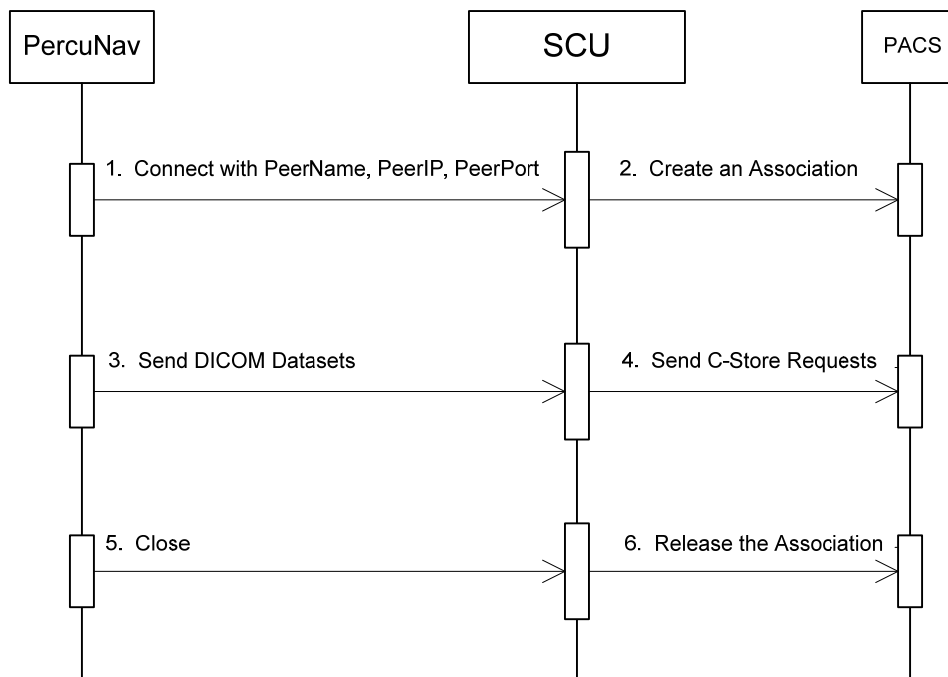 PercuNav
SCU
PACS
1. Connect with PeerName, PeerIP, PeerPort
2. Create an Association
3. Send DICOM Datasets
4. Send C-Store Requests
5. Close
6. Release the Association